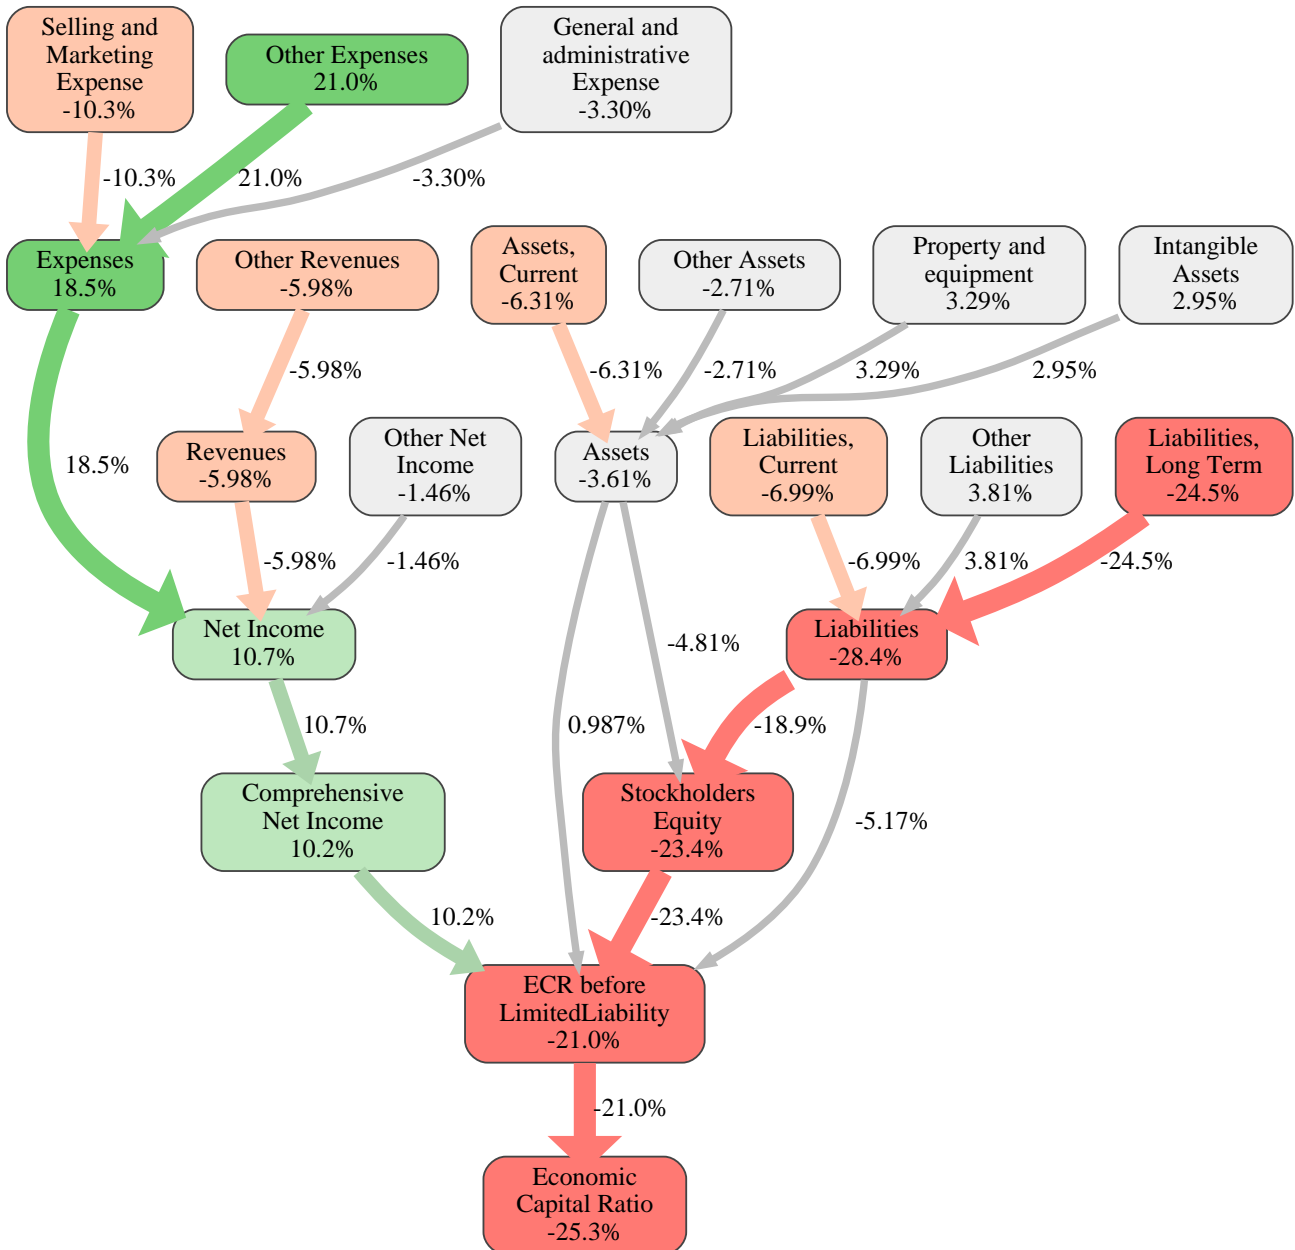 Selling and
Marketing
Expense
-10.3%
Other Expenses
21.0%
General and
administrative
Expense
-3.30%
-10.3%
21.0%
-3.30%
Expenses
18.5%
Other Revenues
-5.98%
Assets,
Current
-6.31%
Other Assets
-2.71%
Property and
equipment
3.29%
Intangible
Assets
2.95%
-5.98%
-6.31%
-2.71%
3.29%
2.95%
18.5%
Revenues
-5.98%
Other Net
Income
-1.46%
Assets
-3.61%
Liabilities,
Current
-6.99%
Other
Liabilities
3.81%
Liabilities,
Long Term
-24.5%
-5.98%
-1.46%
-6.99%
3.81%
-24.5%
Net Income
10.7%
-4.81%
Liabilities
-28.4%
10.7%
0.987%
-18.9%
Comprehensive
Net Income
10.2%
Stockholders
Equity
-23.4%
-5.17%
10.2%
-23.4%
ECR before
LimitedLiability
-21.0%
-21.0%
Economic
Capital Ratio
-25.3%